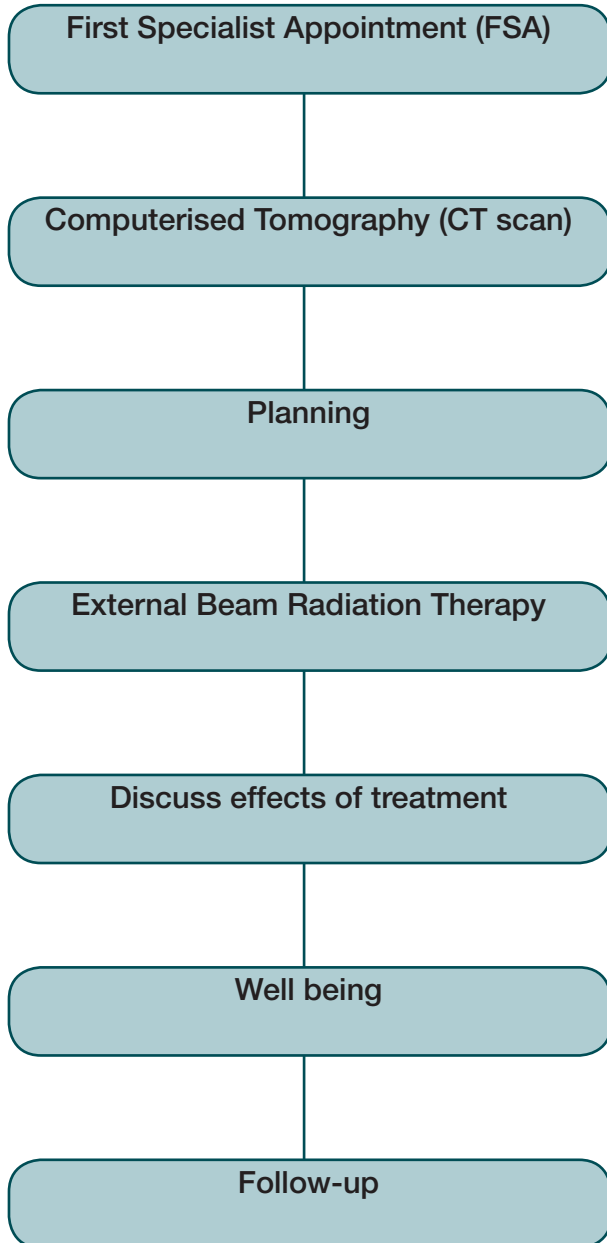 First Specialist Appointment (FSA)
Computerised Tomography (CT scan)
Planning
External Beam Radiation Therapy
Discuss effects of treatment
Well being
Follow-up